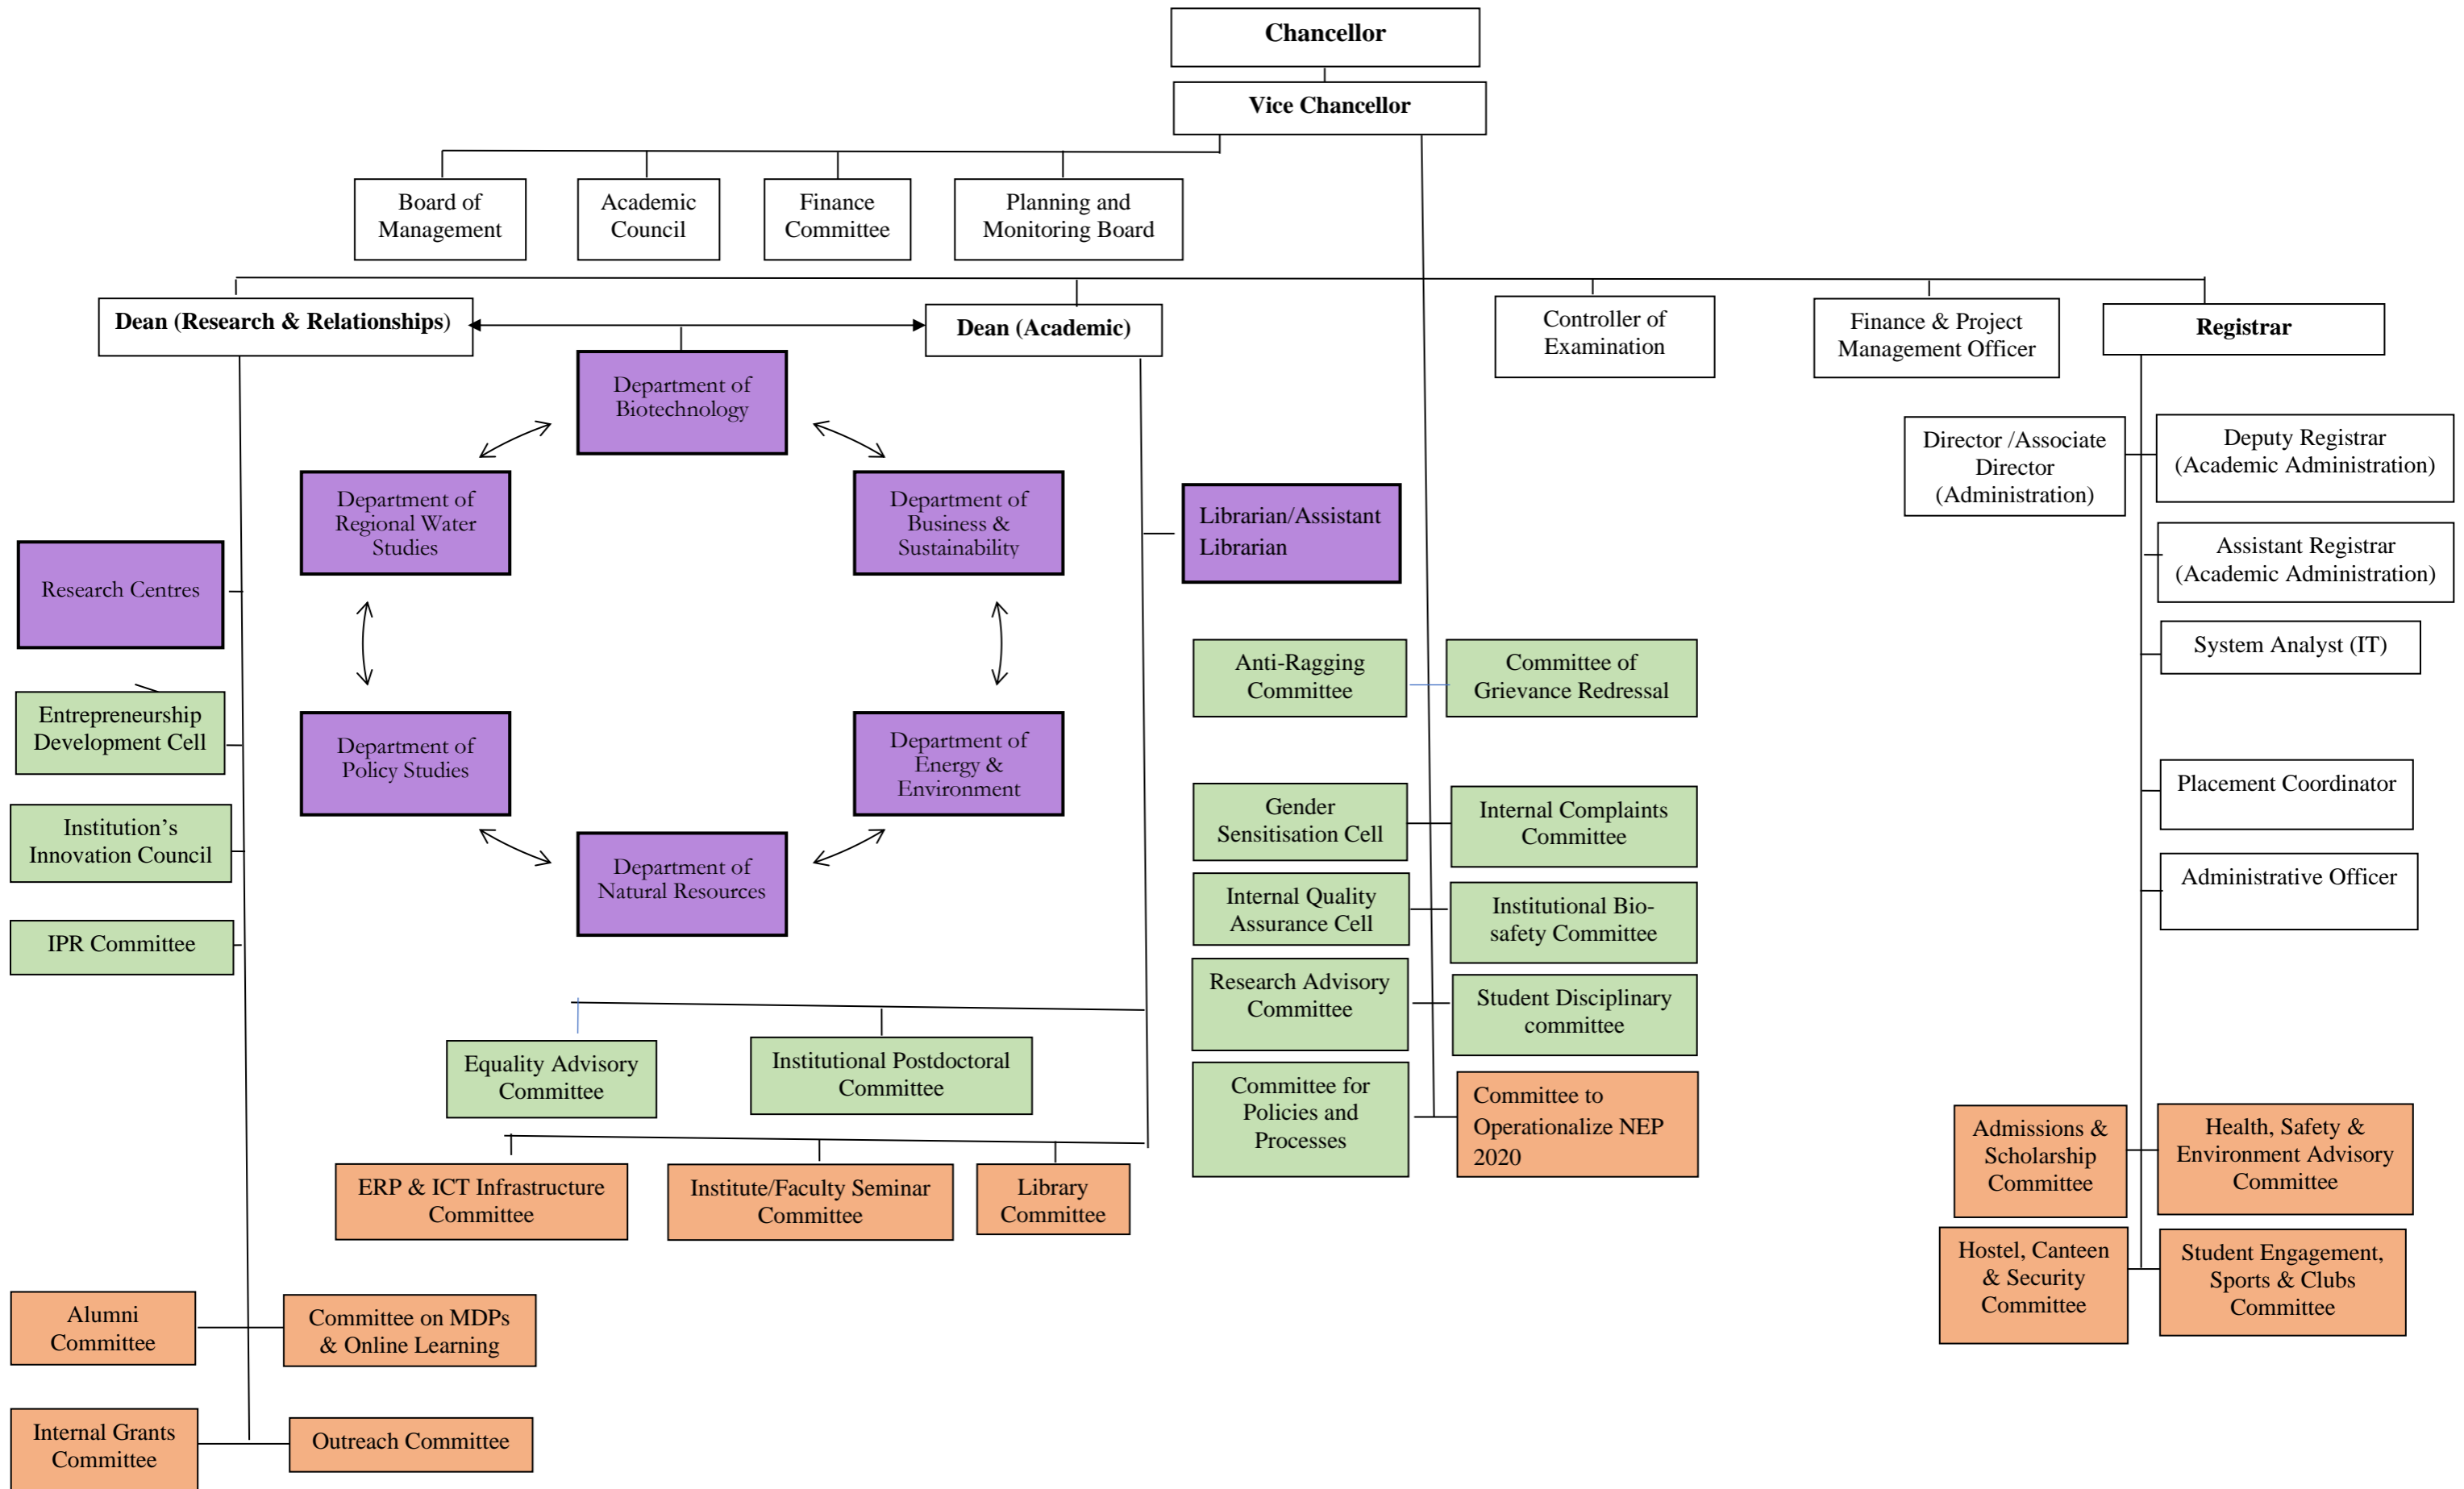 Chancellor
Vice Chancellor
Board of
Management
Academic
Council
Finance
Committee
Planning and
Monitoring Board
Dean (Research & Relationships)
Dean (Academic)
Controller of
Examination
Finance & Project
Management Officer
Registrar
Department of
Biotechnology
Department of
Regional Water
Studies
Department of
Business &
Sustainability
Department of
Policy Studies
Department of
Energy &
Environment
Department of
Natural Resources
Librarian/Assistant
Librarian
Research Centres
Entrepreneurship
Development Cell
Institution’s
Innovation Council
IPR Committee
Equality Advisory
Committee
Institutional Postdoctoral
Committee
ERP & ICT Infrastructure
Committee
Institute/Faculty Seminar
Committee
Library
Committee
Alumni
Committee
Committee on MDPs
& Online Learning
Internal Grants
Committee
Outreach Committee
Anti-Ragging
Committee
Committee of
Grievance Redressal
Gender
Sensitisation Cell
Internal Complaints
Committee
Internal Quality
Assurance Cell
Institutional Bio-
safety Committee
Research Advisory
Committee
Student Disciplinary
committee
Committee for
Policies and
Processes
Committee to
Operationalize NEP
2020
Director /Associate
Director
(Administration)
Deputy Registrar
(Academic Administration)
Assistant Registrar
(Academic Administration)
System Analyst (IT)
Placement Coordinator
Administrative Officer
Admissions &
Scholarship
Committee
Health, Safety &
Environment Advisory
Committee
Hostel, Canteen
& Security
Committee
Student Engagement,
Sports & Clubs
Committee